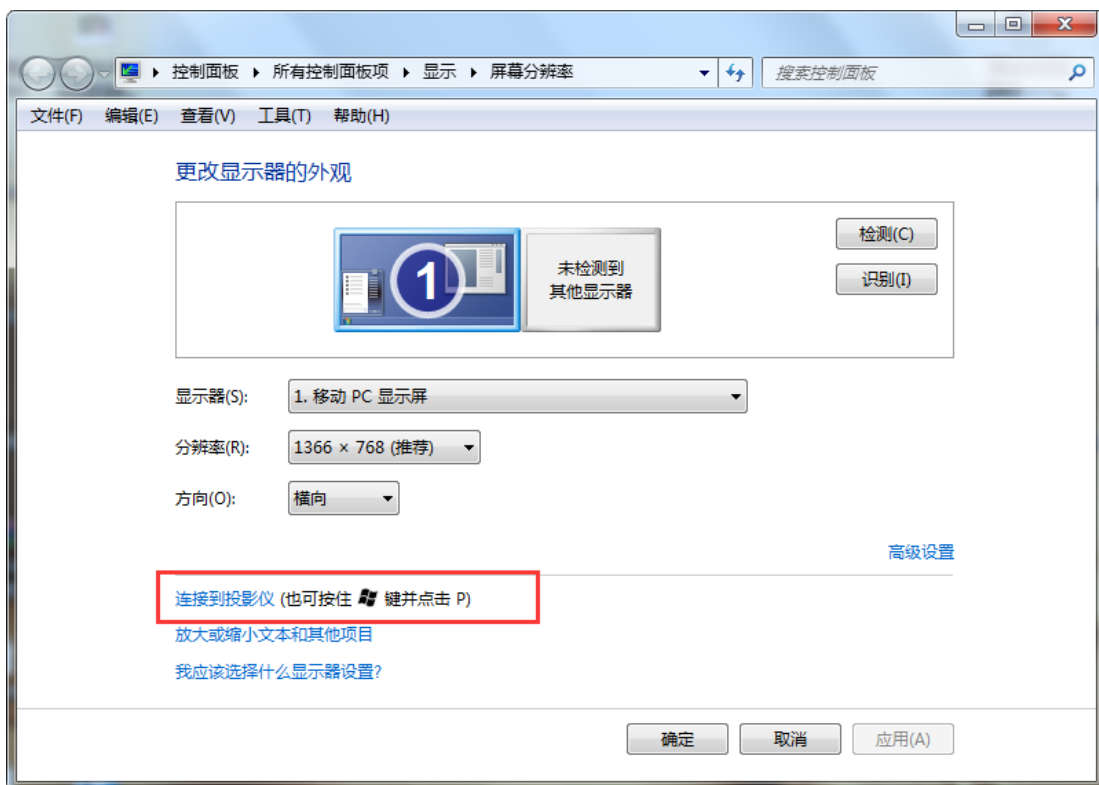 控制面板 所有控制面板项 显示 屏幕分辨率 搜索控制面板
文件(F) 编辑(E) 查看(V) 工具(T) 帮助(H)
更改显示器的外观
1
未检测到
其他显示器
检测(C)
识别(I)
显示器(S): 1. 移动 PC 显示屏
分辨率(R): 1366 × 768 (推荐)
方向(O): 横向
高级设置
连接到投影仪 (也可按住 键并点击 P)
放大或缩小文本和其他项目
我应该选择什么显示器设置?
确定 取消 应用(A)